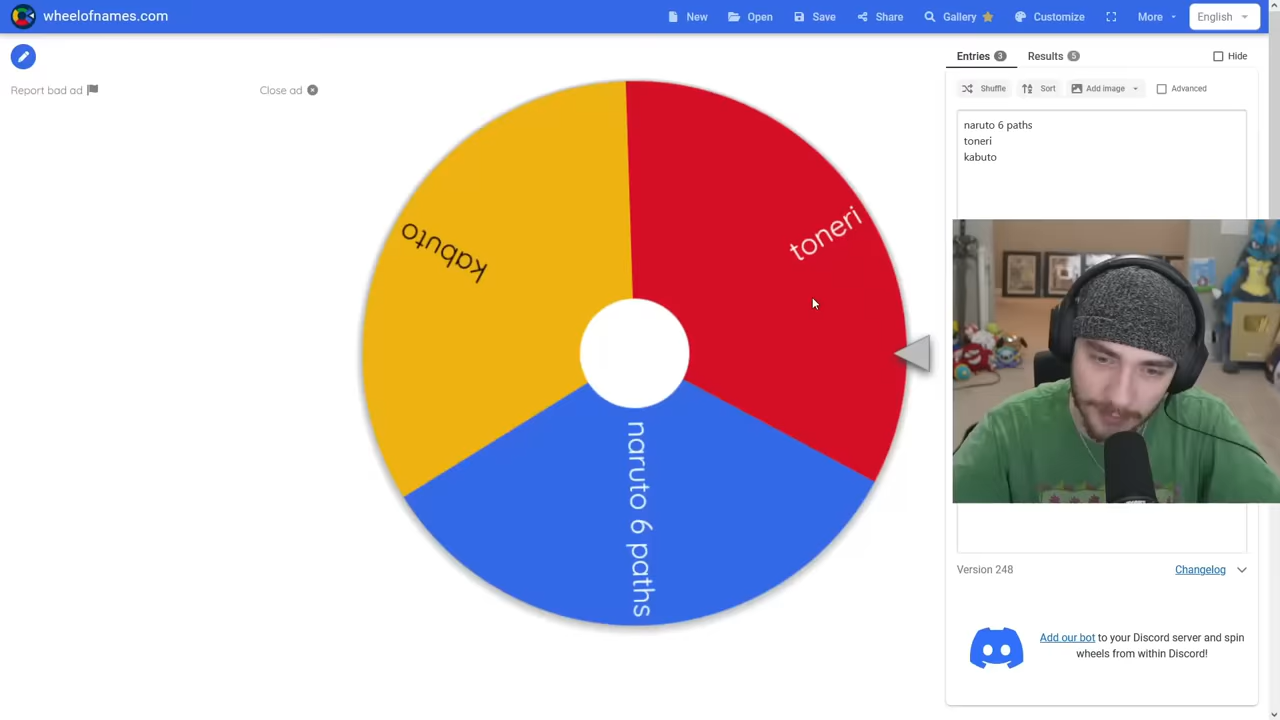 wheelofnames.com
New
Open
Save
Share
Gallery
Customize
More
English
Report bad ad
Close ad
Entries 3
Results 5
Hide
Shuffle
Sort
Add image
Advanced
naruto 6 paths
toneri
kabuto
kabuto
toneri
naruto 6 paths
Version 248
Changelog
Add our bot to your Discord server and spin
wheels from within Discord!